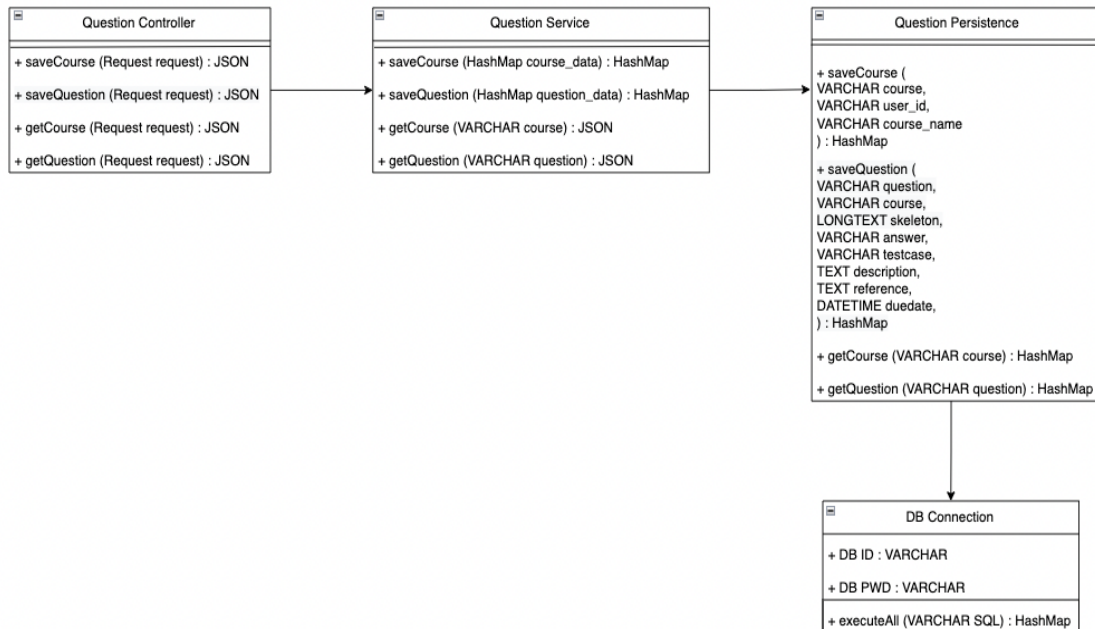 Question Controller
+ saveCourse (Request request) : JSON
+ saveQuestion (Request request) : JSON
+ getCourse (Request request) : JSON
+ getQuestion (Request request) : JSON
Question Service
+ saveCourse (HashMap course_data) : HashMap
+ saveQuestion (HashMap question_data) : HashMap
+ getCourse (VARCHAR course) : JSON
+ getQuestion (VARCHAR question) : JSON
Question Persistence
+ saveCourse (
VARCHAR course,
VARCHAR user_id,
VARCHAR course_name
) : HashMap
+ saveQuestion (
VARCHAR question,
VARCHAR course,
LONGTEXT skeleton,
VARCHAR answer,
VARCHAR testcase,
TEXT description,
TEXT reference,
DATETIME duedate,
) : HashMap
+ getCourse (VARCHAR course) : HashMap
+ getQuestion (VARCHAR question) : HashMap
DB Connection
+ DB ID : VARCHAR
+ DB PWD : VARCHAR
+ executeAll (VARCHAR SQL) : HashMap